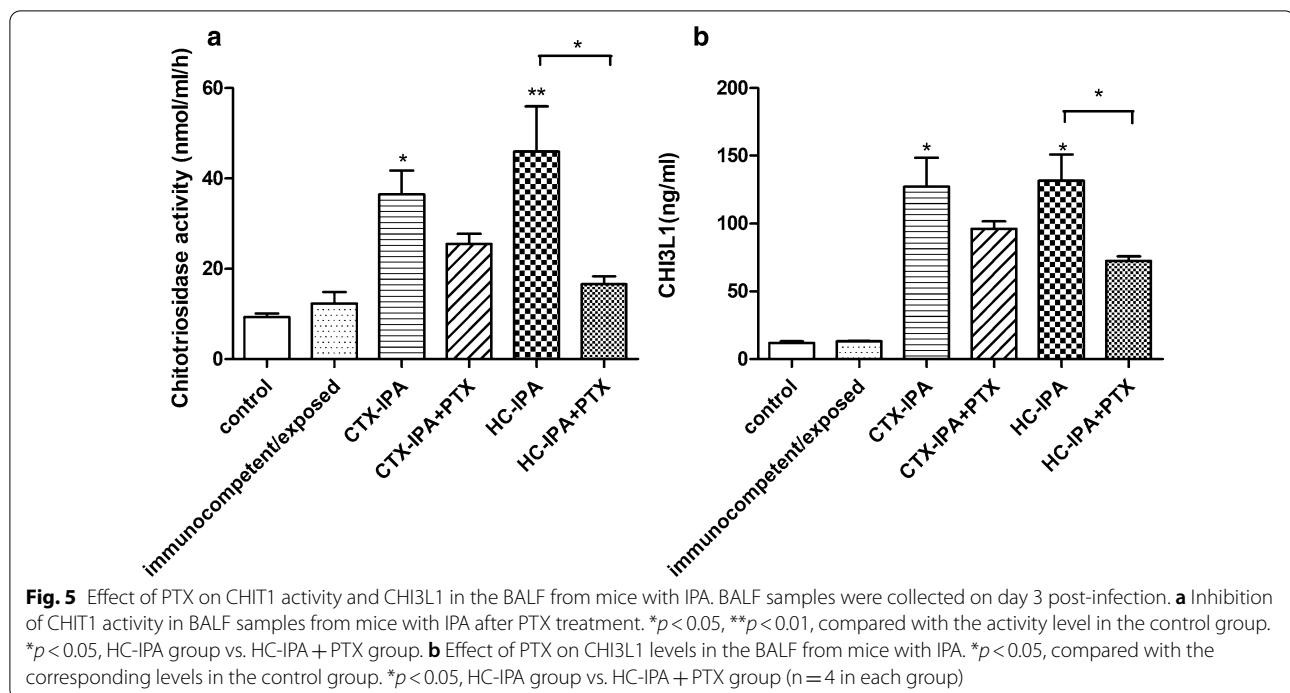 a
b
*
*
Chitotriosidase activity (nmol/ml/h)
60
40
20
0
*
**
control
immunocompetent/exposed
CTX-IPA
CTX-IPA+PTX
HC-IPA
HC-IPA+PTX
CHI3L1(ng/ml)
200
150
100
50
0
*
*
control
immunocompetent/exposed
CTX-IPA
CTX-IPA+PTX
HC-IPA
HC-IPA+PTX
Fig. 5 Effect of PTX on CHIT1 activity and CHI3L1 in the BALF from mice with IPA. BALF samples were collected on day 3 post-infection. a Inhibition
of CHIT1 activity in BALF samples from mice with IPA after PTX treatment. *p < 0.05, **p < 0.01, compared with the activity level in the control group.
*p < 0.05, HC-IPA group vs. HC-IPA + PTX group. b Effect of PTX on CHI3L1 levels in the BALF from mice with IPA. *p < 0.05, compared with the
corresponding levels in the control group. *p < 0.05, HC-IPA group vs. HC-IPA + PTX group (n = 4 in each group)